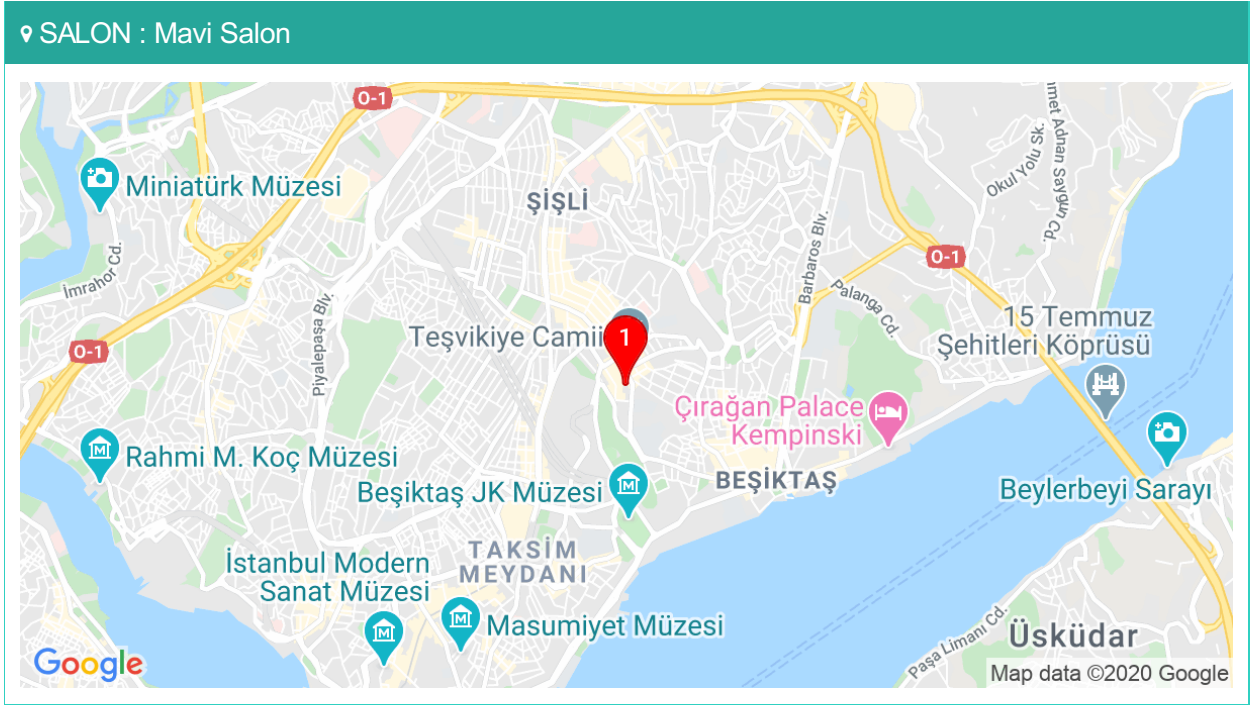 SALON : Mavi Salon
O-1
Miniatürk Müzesi
ŞİŞLİ
Okul Yolu Sk.
met Adnan Saygun Cd.
İmrahor Cd.
Barbaros Blv.
O-1
Palanga Cd.
Piyalepaşa Blv.
Teşvikiye Camii
1
15 Temmuz
Şehitleri Köprüsü
O-1
Çırağan Palace
Kempinski
Rahmi M. Koç Müzesi
BEŞİKTAŞ
Beşiktaş JK Müzesi
Beylerbeyi Sarayı
TAKSİM
MEYDANI
İstanbul Modern
Sanat Müzesi
Masumiyet Müzesi
Paşa Limanı Cd.
Üsküdar
Google
Map data ©2020 Google